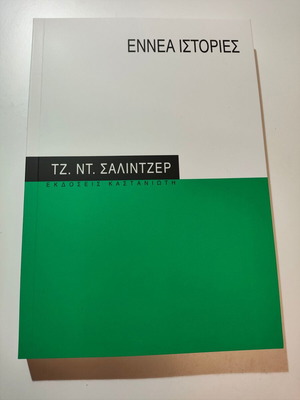 ΕΝΝΕΑ ΙΣΤΟΡΙΕΣ
ΤΖ. ΝΤ. ΣΑΛΙΝΤΖΕΡ
ΕΚΔΟΣΕΙΣ ΚΑΣΤΑΝΙΩΤΗ